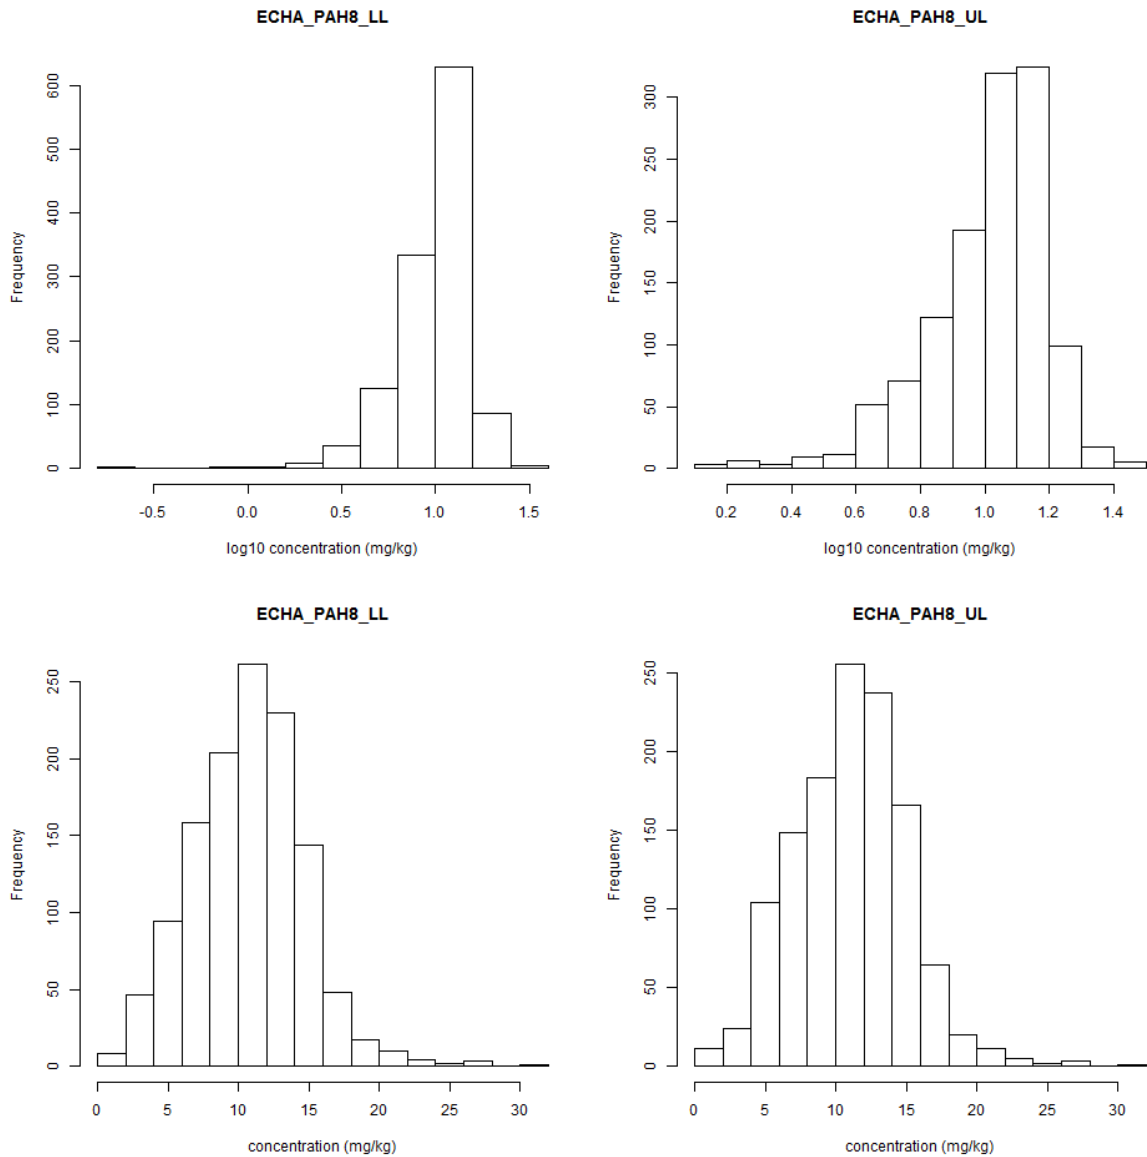 ECHA_PAH8_LL
Frequency
0
100
200
300
400
500
600
-0.5 0.0 0.5 1.0 1.5
log10 concentration (mg/kg)
ECHA_PAH8_UL
Frequency
0
50
100
150
200
250
300
0.2 0.4 0.6 0.8 1.0 1.2 1.4
log10 concentration (mg/kg)
ECHA_PAH8_LL
Frequency
0
50
100
150
200
250
0 5 10 15 20 25 30
concentration (mg/kg)
ECHA_PAH8_UL
Frequency
0
50
100
150
200
250
0 5 10 15 20 25 30
concentration (mg/kg)